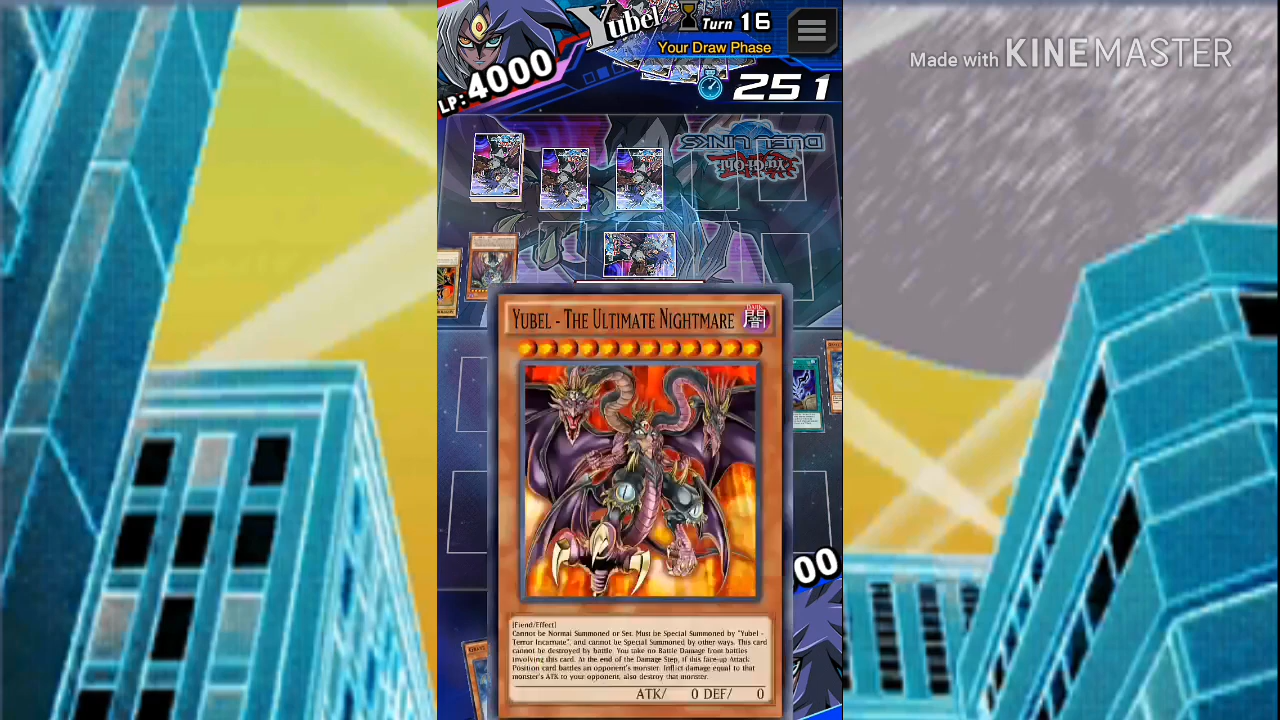 Yubel
Turn 16
Your Draw Phase
Made with KINEMASTER
LP: 4000
251
DUEL LINKS
Yu-Gi-Oh!
YUBEL - THE ULTIMATE NIGHTMARE
DARK
闇
[Fiend/Effect]
Cannot be Normal Summoned or Set. Must be Special Summoned by "Yubel -
Terror Incarnate", and cannot be Special Summoned by other ways. This card
cannot be destroyed by battle. You take no Battle Damage from battles
involving this card. At the end of the Damage Step, if this face-up Attack
Position card battles an opponent's monster: Inflict damage equal to that
monster's ATK to your opponent, also destroy that monster.
ATK/ 0 DEF/ 0
00